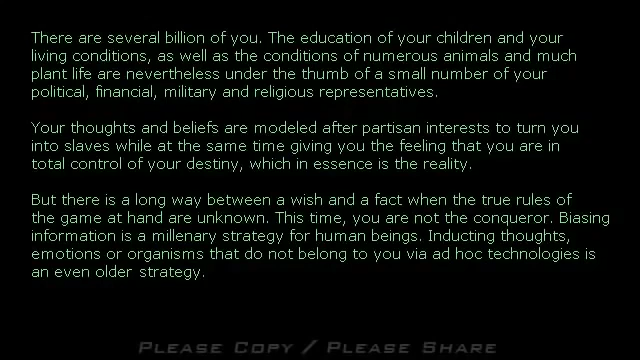 There are several billion of you. The education of your children and your
living conditions, as well as the conditions of numerous animals and much
plant life are nevertheless under the thumb of a small number of your
political, financial, military and religious representatives.
Your thoughts and beliefs are modeled after partisan interests to turn you
into slaves while at the same time giving you the feeling that you are in
total control of your destiny, which in essence is the reality.
But there is a long way between a wish and a fact when the true rules of
the game at hand are unknown. This time, you are not the conqueror. Biasing
information is a millenary strategy for human beings. Inducting thoughts,
emotions or organisms that do not belong to you via ad hoc technologies is
an even older strategy.
Please Copy / Please Share